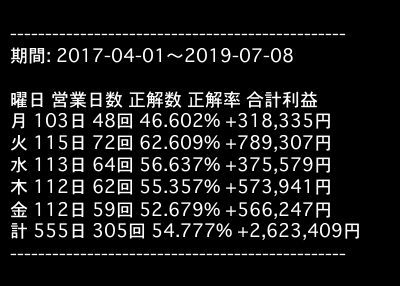 ------------------------------------------------
期間: 2017-04-01〜2019-07-08
曜日 営業日数 正解数 正解率 合計利益
月 103日 48回 46.602% +318,335円
火 115日 72回 62.609% +789,307円
水 113日 64回 56.637% +375,579円
木 112日 62回 55.357% +573,941円
金 112日 59回 52.679% +566,247円
計 555日 305回 54.777% +2,623,409円
------------------------------------------------